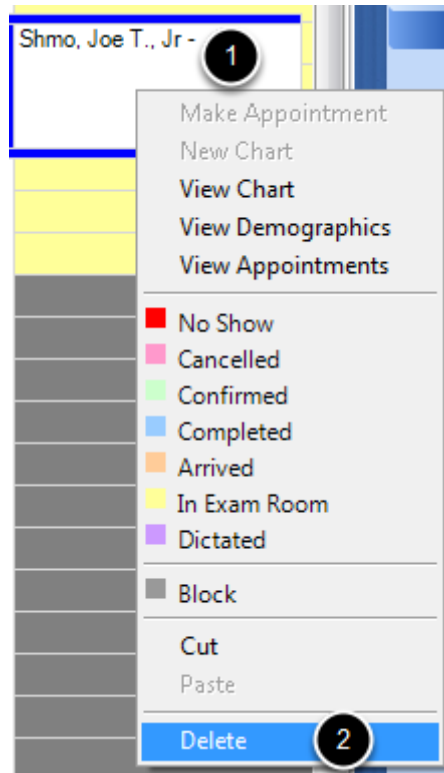 Shmo, Joe T., Jr -
1
Make Appointment
New Chart
View Chart
View Demographics
View Appointments
No Show
Cancelled
Confirmed
Completed
Arrived
In Exam Room
Dictated
Block
Cut
Paste
Delete 2